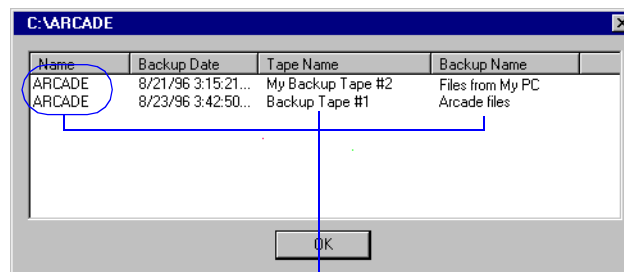 C:\ARCADE
Name Backup Date Tape Name Backup Name
ARCADE 8/21/96 3:15:21... My Backup Tape #2 Files from My PC
ARCADE 8/23/96 3:42:50... Backup Tape #1 Arcade files
OK